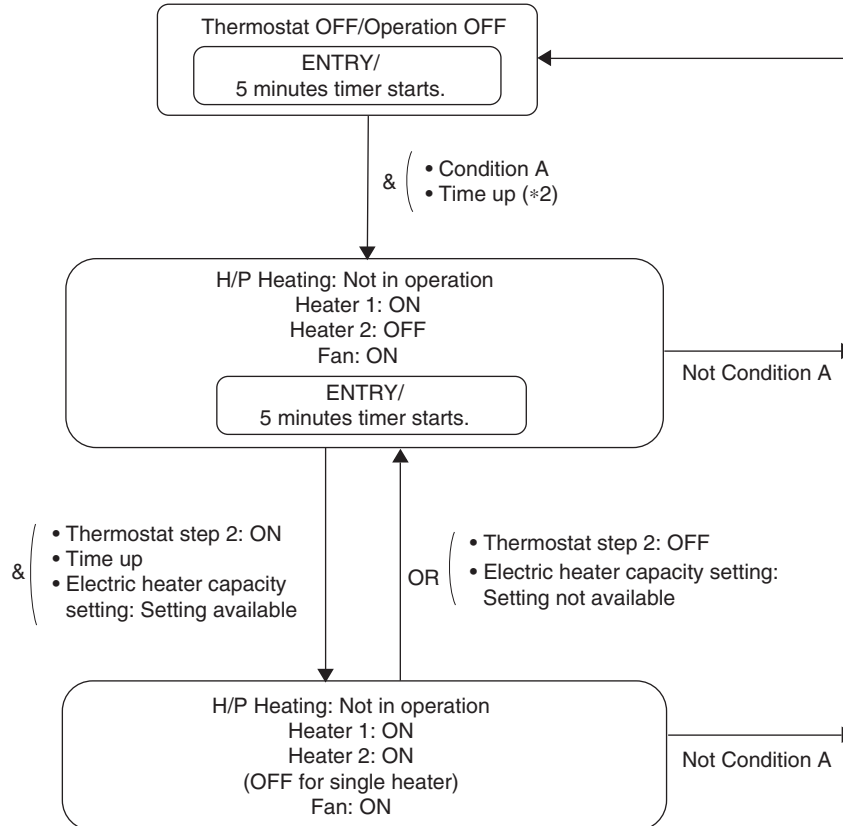 Thermostat OFF/Operation OFF
ENTRY/
5 minutes timer starts.
&
• Condition A
• Time up (*2)
H/P Heating: Not in operation
Heater 1: ON
Heater 2: OFF
Fan: ON
ENTRY/
5 minutes timer starts.
Not Condition A
&
• Thermostat step 2: ON
• Time up
• Electric heater capacity
setting: Setting available
OR
• Thermostat step 2: OFF
• Electric heater capacity setting:
Setting not available
H/P Heating: Not in operation
Heater 1: ON
Heater 2: ON
(OFF for single heater)
Fan: ON
Not Condition A